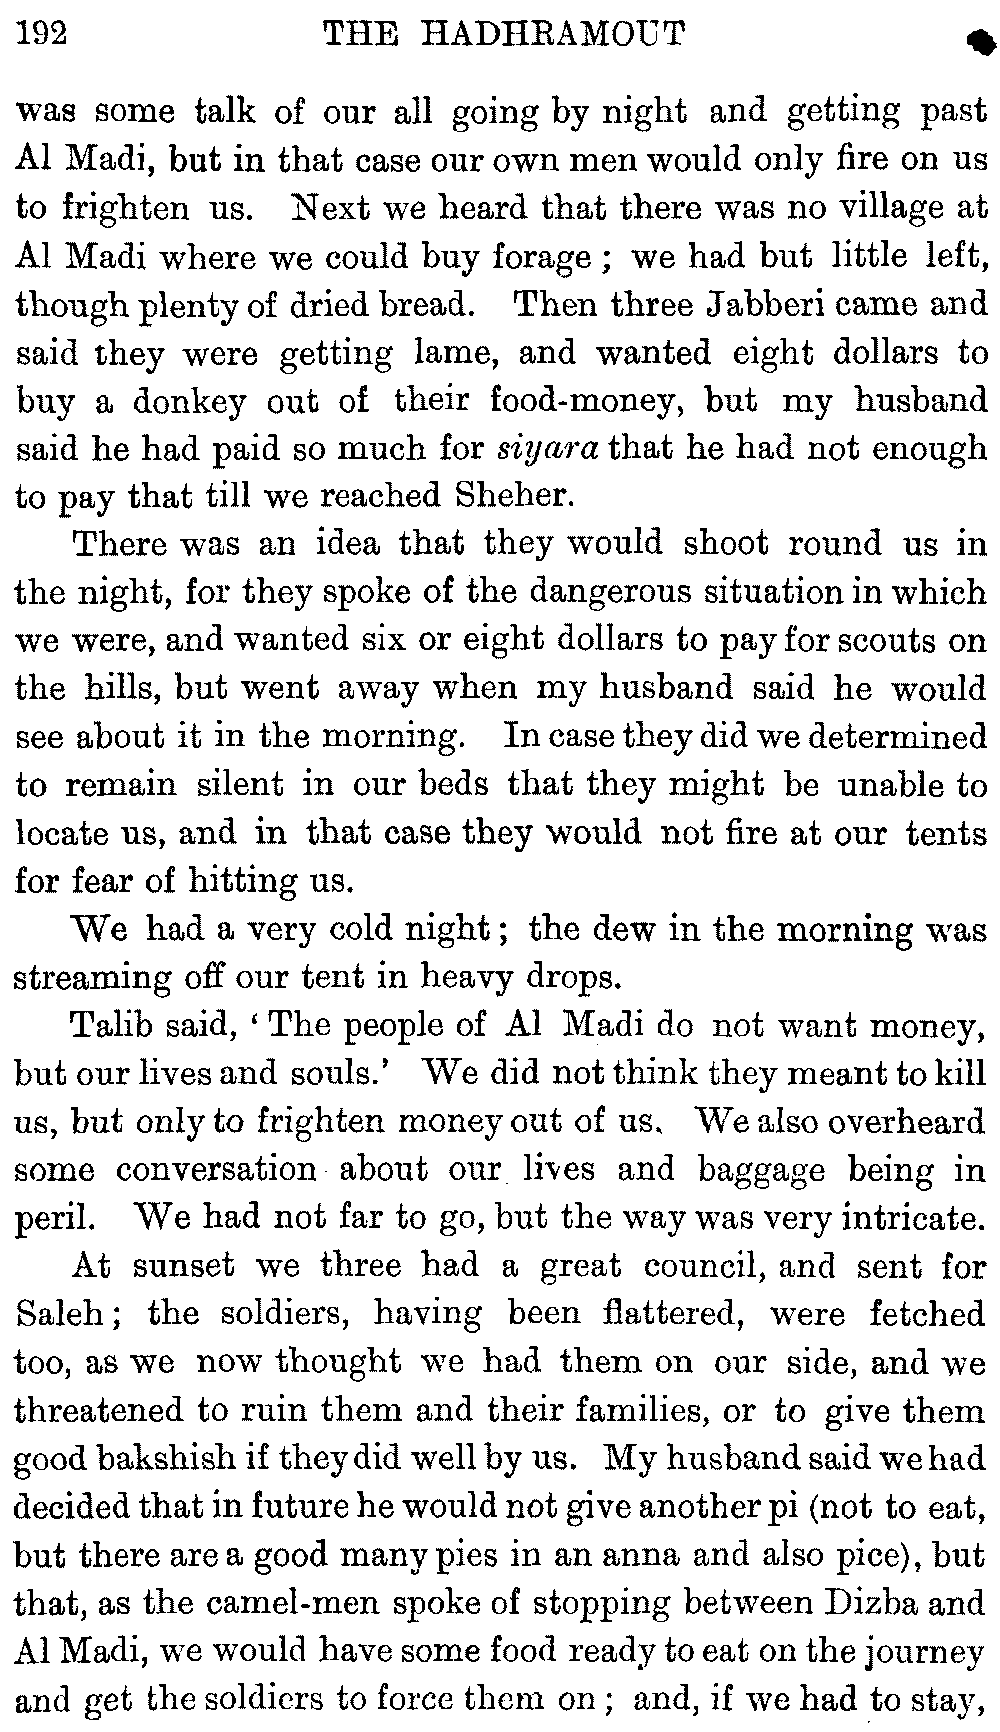 192 THE HADHRAMOUT
was some talk of our all going by night and getting past
Al Madi, but in that case our own men would only fire on us
to frighten us. Next we heard that there was no village at
Al Madi where we could buy forage ; we had but little left,
though plenty of dried bread. Then three Jabberi came and
said they were getting lame, and wanted eight dollars to
buy a donkey out of their food-money, but my husband
said he had paid so much for siyara that he had not enough
to pay that till we reached Sheher.
There was an idea that they would shoot round us in
the night, for they spoke of the dangerous situation in which
we were, and wanted six or eight dollars to pay for scouts on
the hills, but went away when my husband said he would
see about it in the morning. In case they did we determined
to remain silent in our beds that they might be unable to
locate us, and in that case they would not fire at our tents
for fear of hitting us.
We had a very cold night ; the dew in the morning was
streaming off our tent in heavy drops.
Talib said, ‘ The people of Al Madi do not want money,
but our lives and souls.’ We did not think they meant to kill
us, but only to frighten money out of us. We also overheard
some conversation about our lives and baggage being in
peril. We had not far to go, but the way was very intricate.
At sunset we three had a great council, and sent for
Saleh ; the soldiers, having been flattered, were fetched
too, as we now thought we had them on our side, and we
threatened to ruin them and their families, or to give them
good bakshish if they did well by us. My husband said we had
decided that in future he would not give another pi (not to eat,
but there are a good many pies in an anna and also pice), but
that, as the camel-men spoke of stopping between Dizba and
Al Madi, we would have some food ready to eat on the journey
and get the soldiers to force them on ; and, if we had to stay,